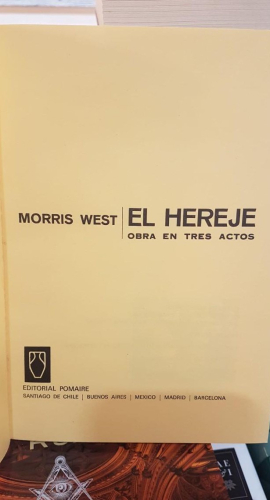 MORRIS WEST | EL HEREJE
OBRA EN TRES ACTOS
EDITORIAL POMAIRE
SANTIAGO DE CHILE | BUENOS AIRES | MEXICO | MADRID | BARCELONA